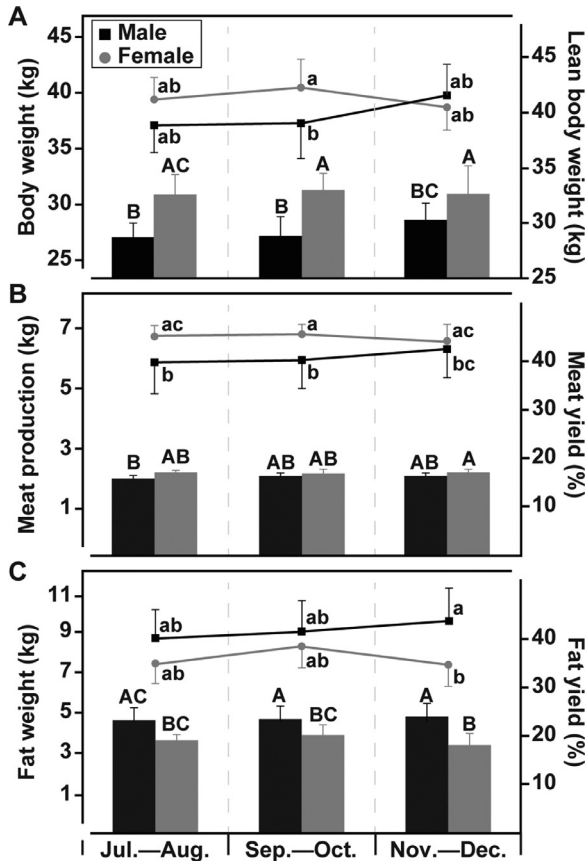 A
Male
Female
Body weight (kg)
45
40
35
30
25
Lean body weight (kg)
45
40
35
30
25
ab
a
ab
ab
b
ab
B
AC
B
A
BC
A
B
Meat production (kg)
7
5
3
1
Meat yield (%)
40
30
20
10
ac
a
ac
b
b
bc
B
AB
AB
AB
AB
A
C
Fat weight (kg)
11
9
7
5
3
1
Fat yield (%)
40
30
20
10
ab
ab
a
ab
ab
b
AC
BC
A
BC
A
B
Jul.—Aug.
Sep.—Oct.
Nov.—Dec.